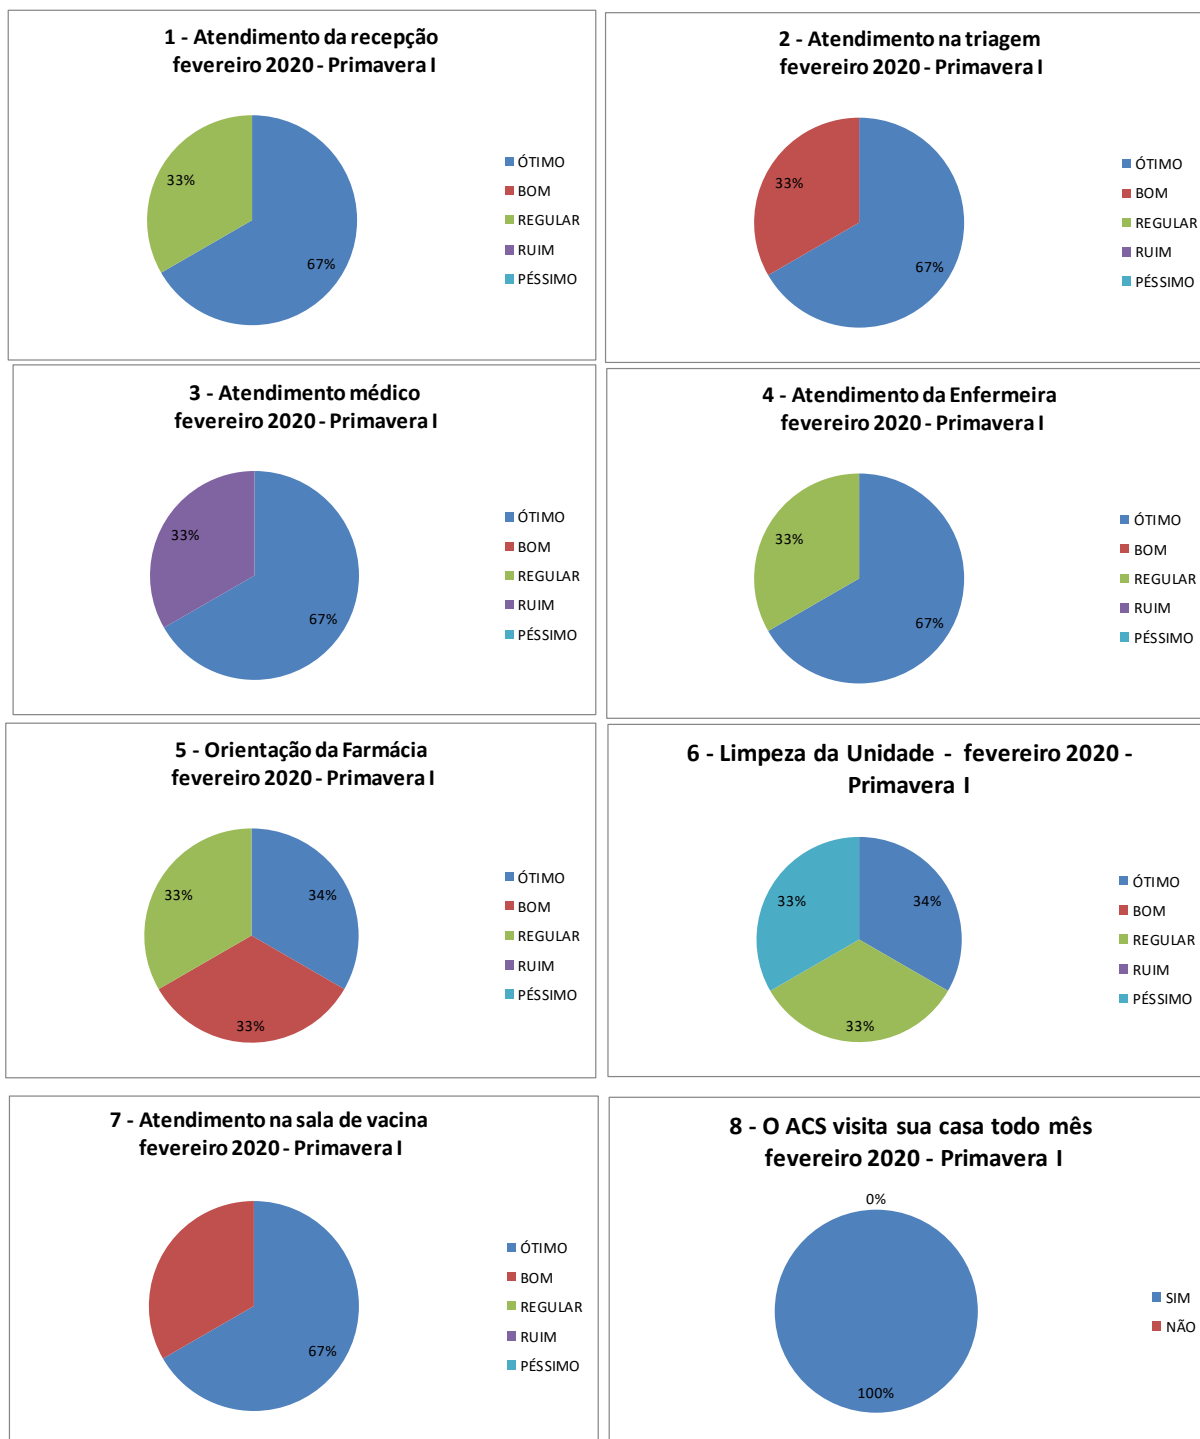 1 - Atendimento da recepção
fevereiro 2020 - Primavera I
33%
67%
ÓTIMO
BOM
REGULAR
RUIM
PÉSSIMO
2 - Atendimento na triagem
fevereiro 2020 - Primavera I
33%
67%
ÓTIMO
BOM
REGULAR
RUIM
PÉSSIMO
3 - Atendimento médico
fevereiro 2020 - Primavera I
33%
67%
ÓTIMO
BOM
REGULAR
RUIM
PÉSSIMO
4 - Atendimento da Enfermeira
fevereiro 2020 - Primavera I
33%
67%
ÓTIMO
BOM
REGULAR
RUIM
PÉSSIMO
5 - Orientação da Farmácia
fevereiro 2020 - Primavera I
33%
34%
33%
ÓTIMO
BOM
REGULAR
RUIM
PÉSSIMO
6 - Limpeza da Unidade - fevereiro 2020 -
Primavera I
33%
34%
33%
ÓTIMO
BOM
REGULAR
RUIM
PÉSSIMO
7 - Atendimento na sala de vacina
fevereiro 2020 - Primavera I
67%
ÓTIMO
BOM
REGULAR
RUIM
PÉSSIMO
8 - O ACS visita sua casa todo mês
fevereiro 2020 - Primavera I
0%
100%
SIM
NÃO